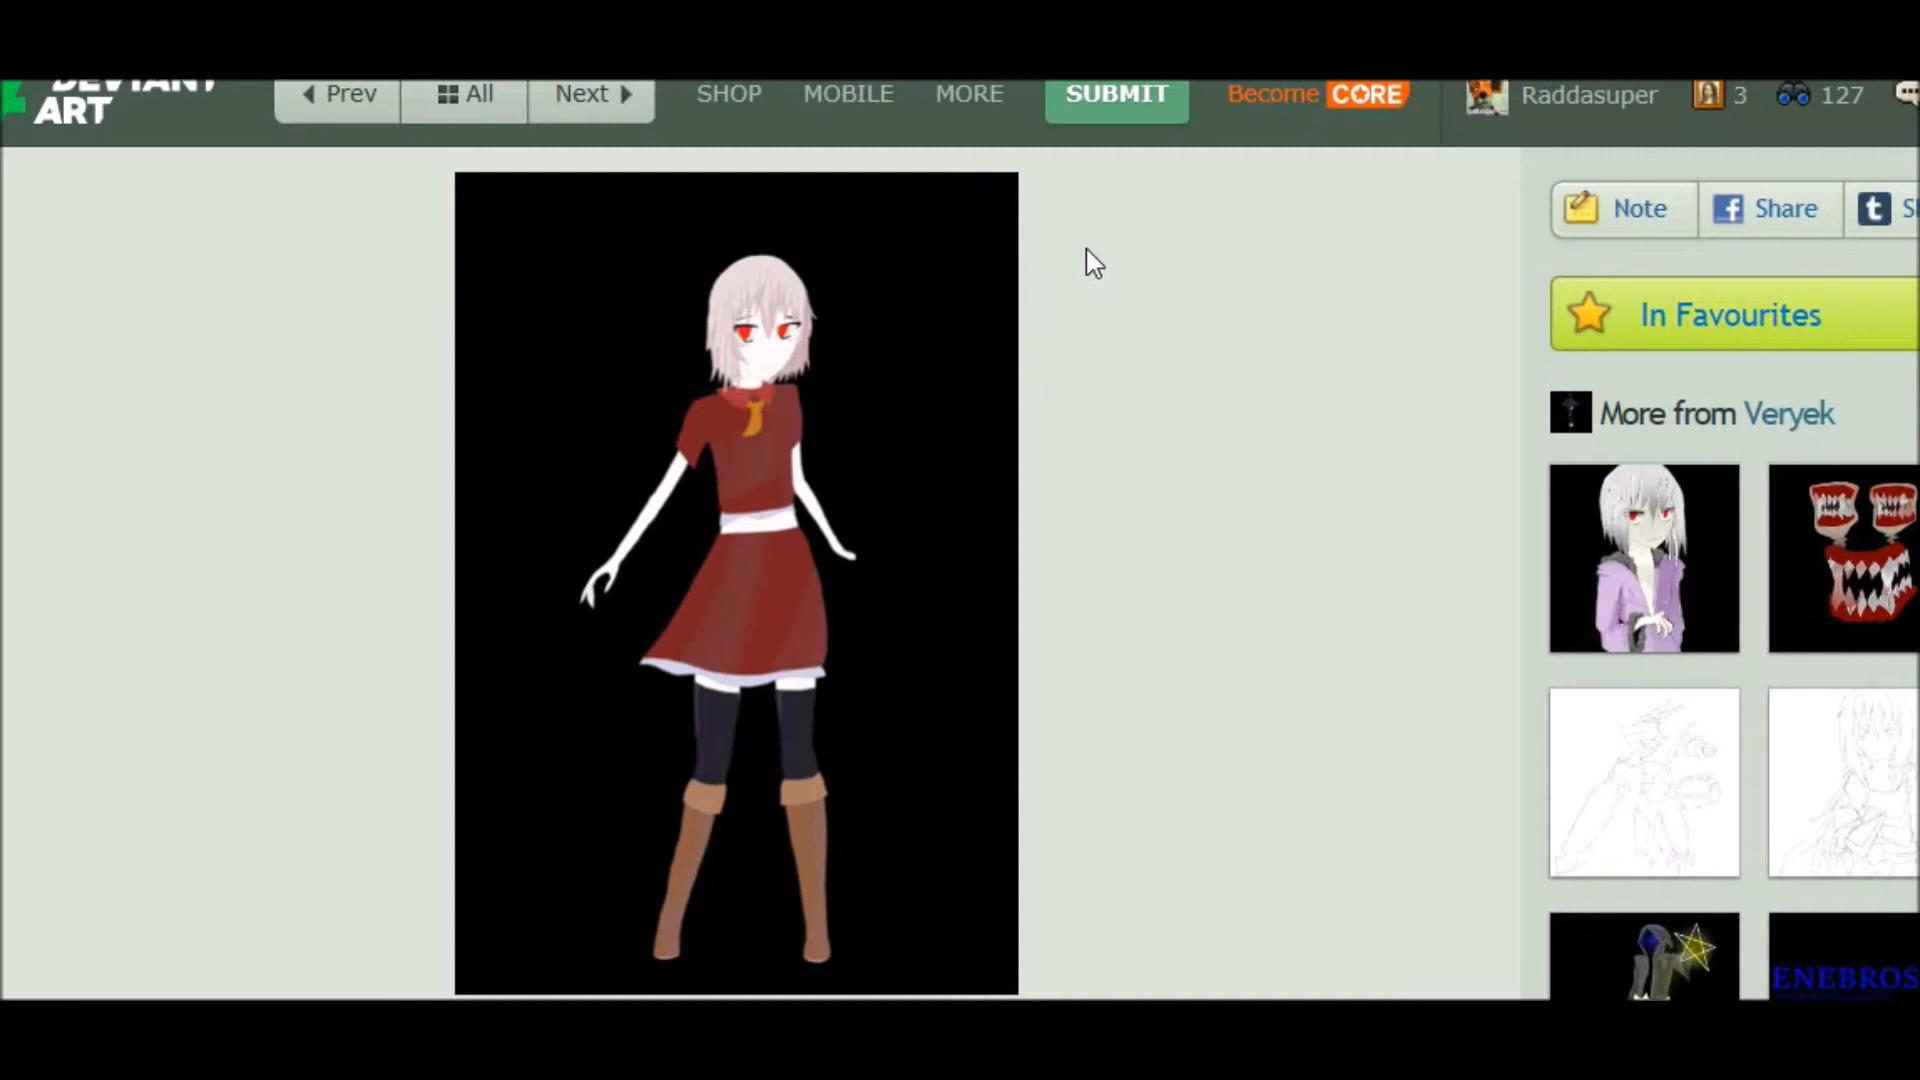 DEVIANT
ART
Prev
All
Next
SHOP
MOBILE
MORE
SUBMIT
Become CORE
Raddasuper
3
127
Note
Share
In Favourites
More from Veryek
ENEBROS